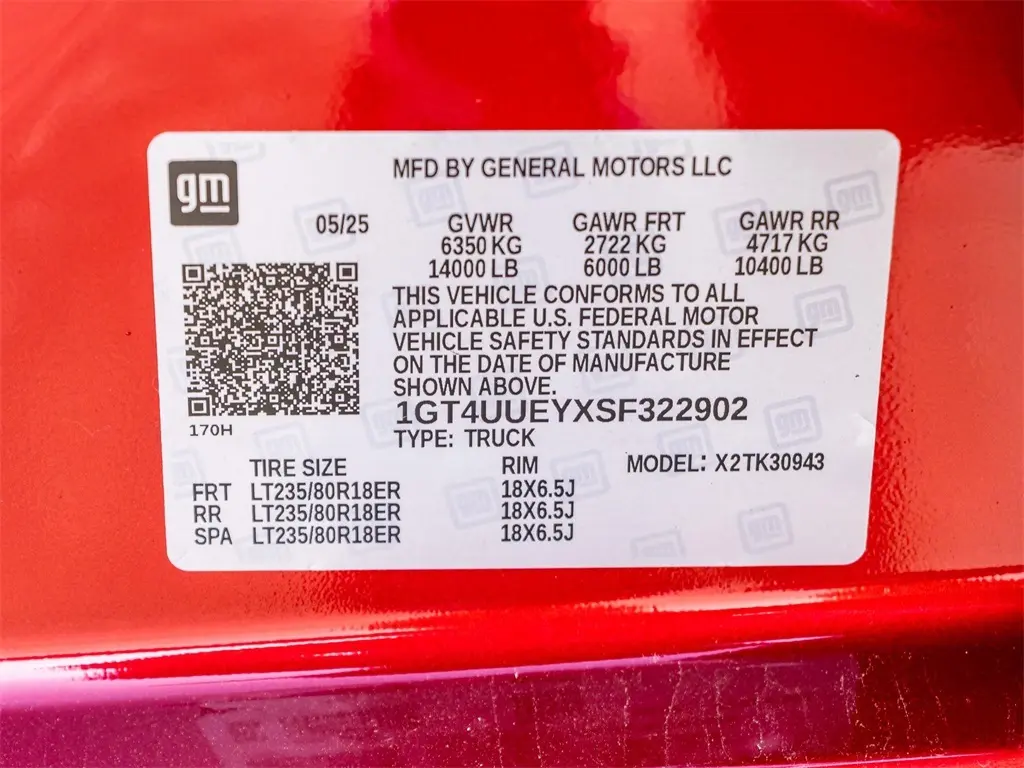 gm
MFD BY GENERAL MOTORS LLC
05/25 GVWR GAWR FRT GAWR RR
6350 KG 2722 KG 4717 KG
14000 LB 6000 LB 10400 LB
THIS VEHICLE CONFORMS TO ALL
APPLICABLE U.S. FEDERAL MOTOR
VEHICLE SAFETY STANDARDS IN EFFECT
ON THE DATE OF MANUFACTURE
SHOWN ABOVE.
1GT4UUEYXSF322902
170H
TYPE: TRUCK
TIRE SIZE RIM MODEL: X2TK30943
FRT LT235/80R18ER 18X6.5J
RR LT235/80R18ER 18X6.5J
SPA LT235/80R18ER 18X6.5J